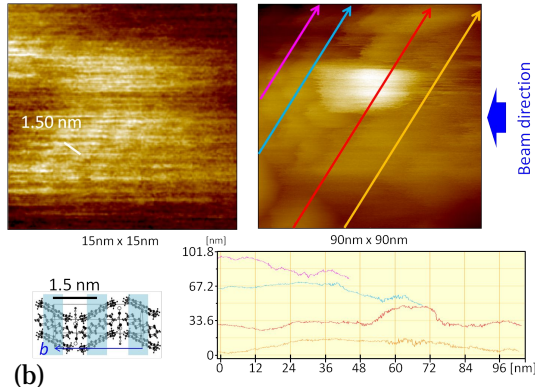 1.50 nm
Beam direction
15nm x 15nm
90nm x 90nm
[nm]
101.8
67.2
33.6
0
0 12 24 36 48 60 72 84 96 [nm]
1.5 nm
b
(b)